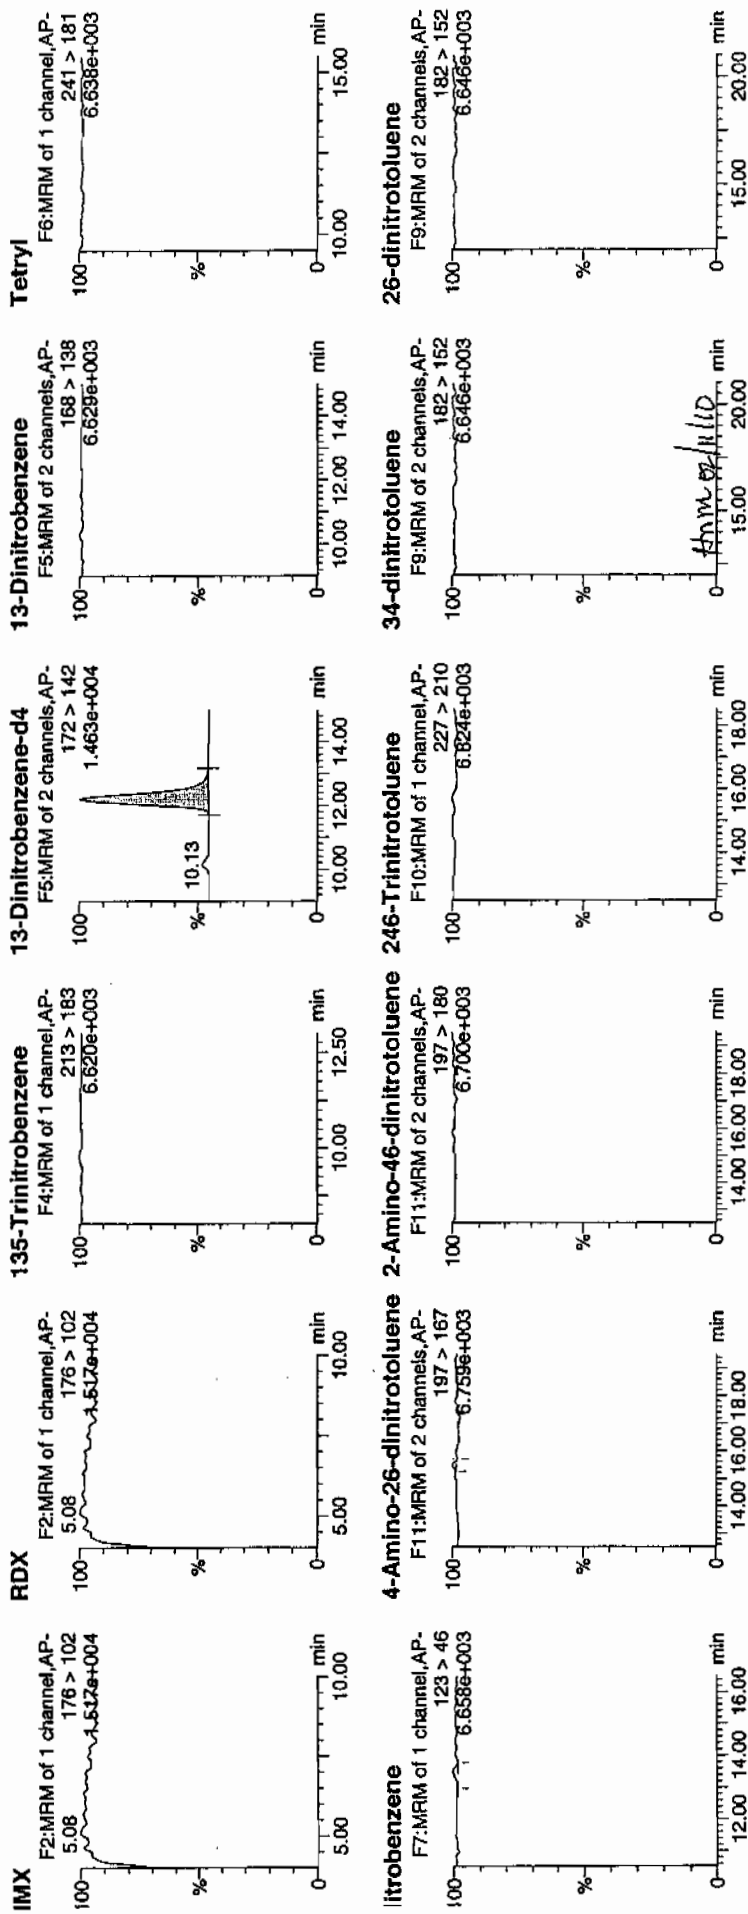 IMX
F2:MRM of 1 channel,AP-
176 > 102
1.517e+004
5.08
100
%
0
5.00
10.00
min
RDX
F2:MRM of 1 channel,AP-
176 > 102
1.517e+004
5.08
100
%
0
5.00
10.00
min
135-Trinitrobenzene
F4:MRM of 1 channel,AP-
213 > 183
6.620e+003
100
%
0
10.00
12.50
min
13-Dinitrobenzene-d4
F5:MRM of 2 channels,AP-
172 > 142
1.463e+004
10.13
100
%
0
10.00
12.00
14.00
min
13-Dinitrobenzene
F5:MRM of 2 channels,AP-
168 > 138
6.629e+003
100
%
0
10.00
12.00
14.00
min
Tetryl
F6:MRM of 1 channel,AP-
241 > 181
6.638e+003
100
%
0
10.00
15.00
min
litrobenzene
F7:MRM of 1 channel,AP-
123 > 46
6.658e+003
100
%
0
12.00
14.00
16.00
min
4-Amino-26-dinitrotoluene
F11:MRM of 2 channels,AP-
197 > 167
6.759e+003
100
%
0
14.00
16.00
18.00
min
2-Amino-46-dinitrotoluene
F11:MRM of 2 channels,AP-
197 > 180
6.700e+003
100
%
0
14.00
16.00
18.00
min
246-Trinitrotoluene
F10:MRM of 1 channel,AP-
227 > 210
6.824e+003
100
%
0
14.00
16.00
18.00
min
34-dinitrotoluene
F9:MRM of 2 channels,AP-
182 > 152
6.646e+003
100
%
0
15.00
20.00
min
02/11/10
26-dinitrotoluene
F9:MRM of 2 channels,AP-
182 > 152
6.646e+003
100
%
0
15.00
20.00
min